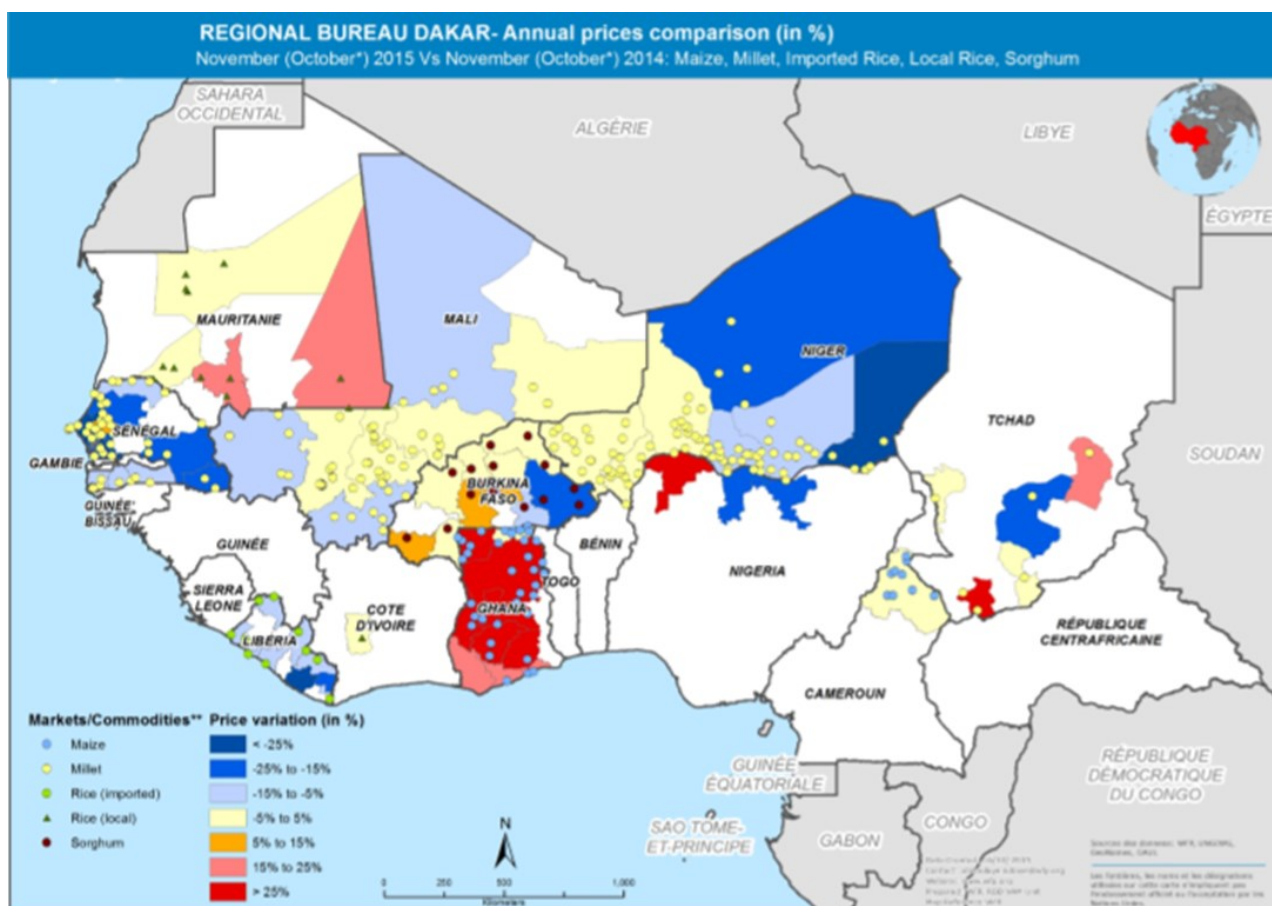 REGIONAL BUREAU DAKAR- Annual prices comparison (in %)
November (October*) 2015 Vs November (October*) 2014: Maize, Millet, Imported Rice, Local Rice, Sorghum
SAHARA
OCCIDENTAL
ALGÉRIE
LIBYE
ÉGYPTE
MAURITANIE
MALI
NIGER
TCHAD
SOUDAN
SÉNÉGAL
GAMBIE
GUINÉE
BISSAU
BURKINA
FASO
GUINÉE
BÉNIN
NIGERIA
TOGO
SIERRA
LEONE
COTE
D'IVOIRE
GHANA
LIBÉRIA
RÉPUBLIQUE
CENTRAFRICAINE
CAMEROUN
Markets/Commodities** Price variation (in %)
Maize
Millet
Rice (imported)
Rice (local)
Sorghum
< -25%
-25% to -15%
-15% to -5%
-5% to 5%
5% to 15%
15% to 25%
> 25%
GUINÉE
ÉQUATORIALE
RÉPUBLIQUE
DÉMOCRATIQUE
DU CONGO
SAO TOME-
ET-PRINCIPE
GABON
CONGO
N
0 250 500 1,000
Kilometers